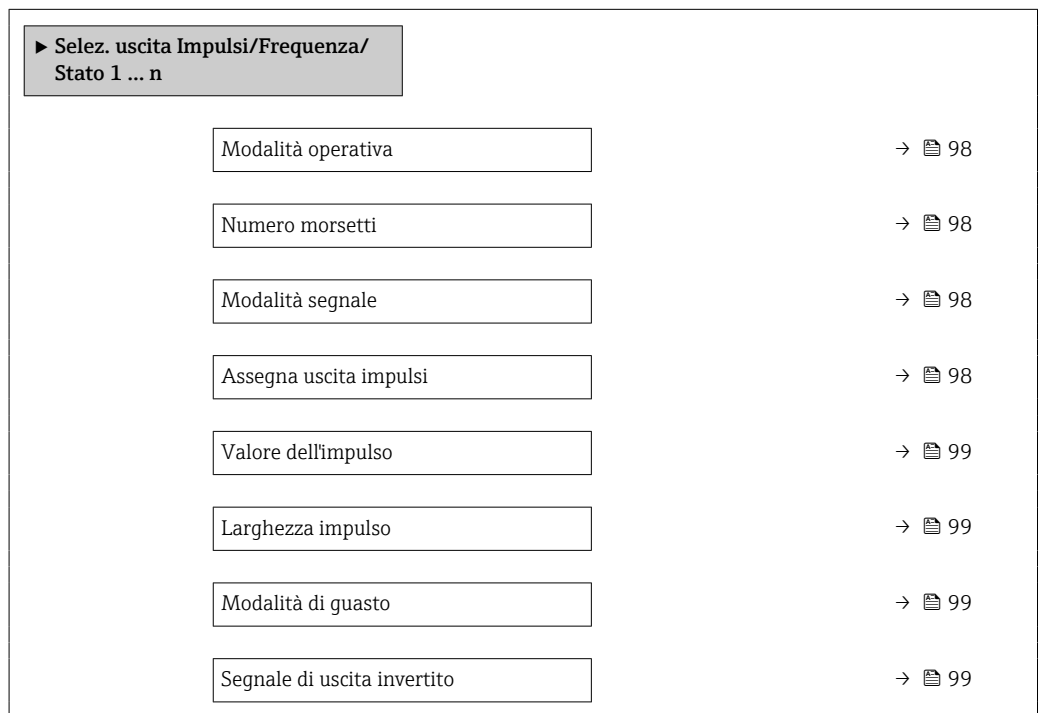 ▶ Selez. uscita Impulsi/Frequenza/
Stato 1 ... n
Modalità operativa → 98
Numero morsetti → 98
Modalità segnale → 98
Assegna uscita impulsi → 98
Valore dell'impulso → 99
Larghezza impulso → 99
Modalità di guasto → 99
Segnale di uscita invertito → 99